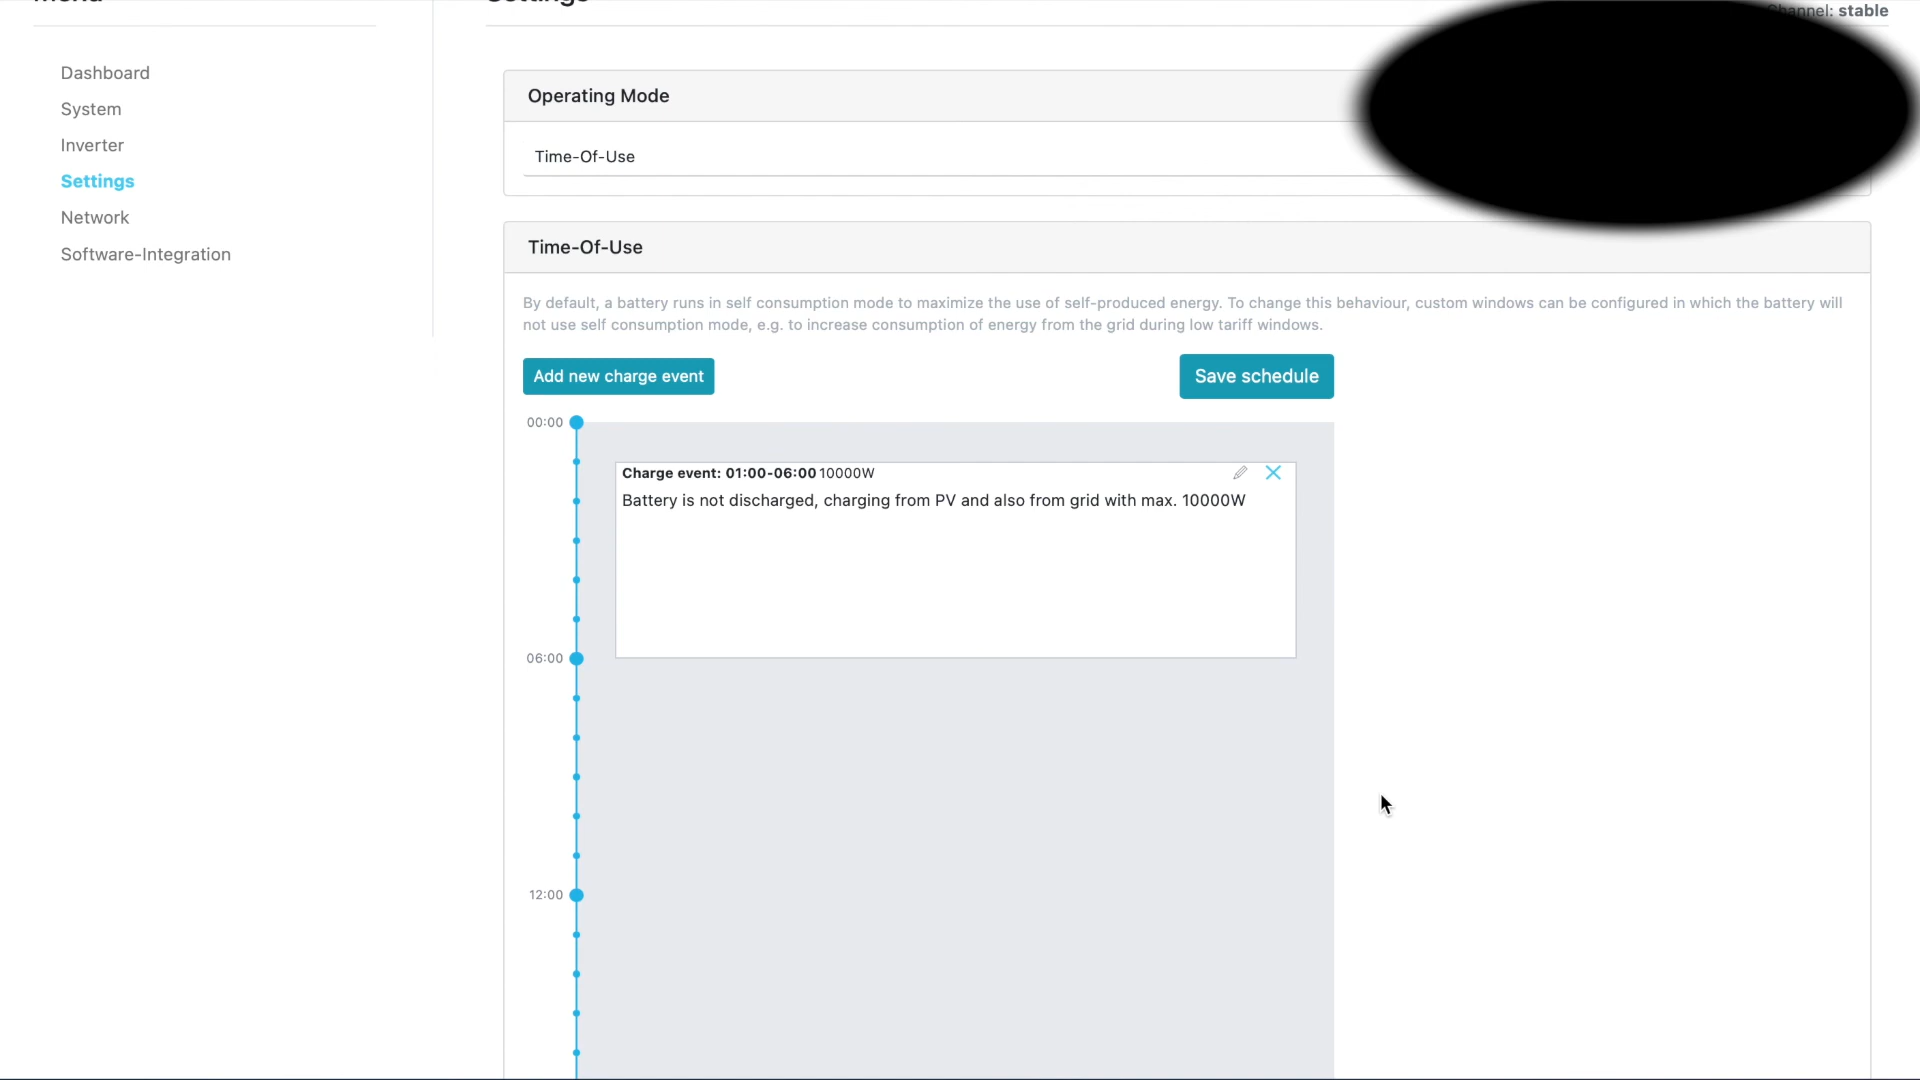 Menu
Settings
Channel: stable
Dashboard
System
Inverter
Settings
Network
Software-Integration
Operating Mode
Time-Of-Use
Time-Of-Use
By default, a battery runs in self consumption mode to maximize the use of self-produced energy. To change this behaviour, custom windows can be configured in which the battery will
not use self consumption mode, e.g. to increase consumption of energy from the grid during low tariff windows.
Add new charge event
Save schedule
00:00
Charge event: 01:00-06:00 10000W
Battery is not discharged, charging from PV and also from grid with max. 10000W
06:00
12:00